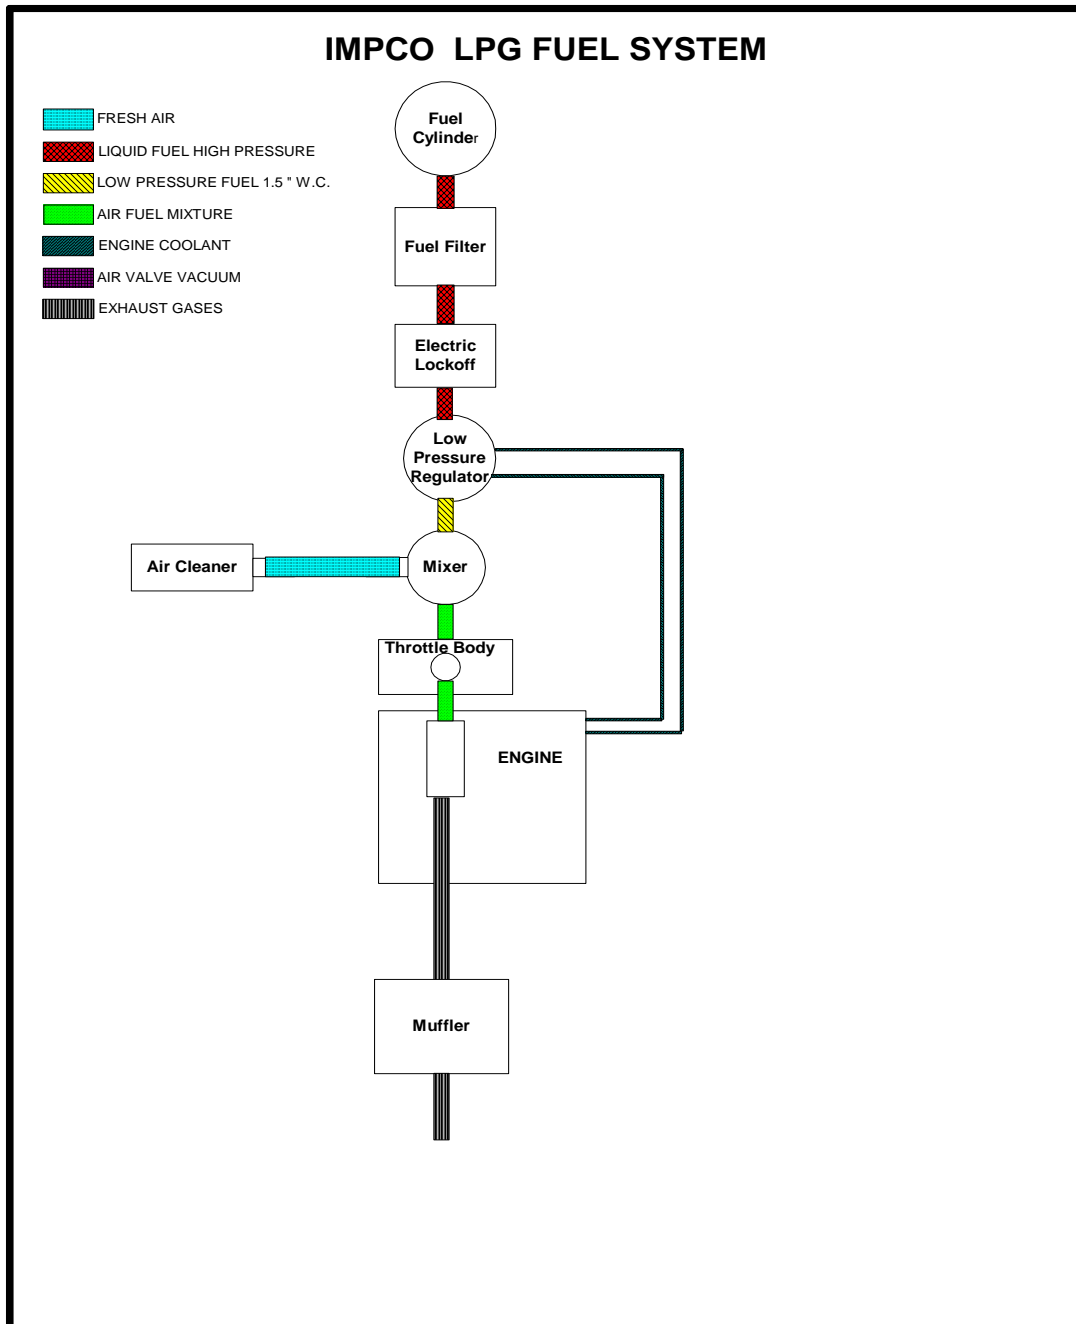 IMPCO  LPG FUEL SYSTEM
FRESH AIR
LIQUID FUEL HIGH PRESSURE
LOW PRESSURE FUEL 1.5 " W.C.
AIR FUEL MIXTURE
ENGINE COOLANT
AIR VALVE VACUUM
EXHAUST GASES
Fuel
Cylinder
Fuel Filter
Electric
Lockoff
Low
Pressure
Regulator
Air Cleaner
Mixer
Throttle Body
ENGINE
Muffler